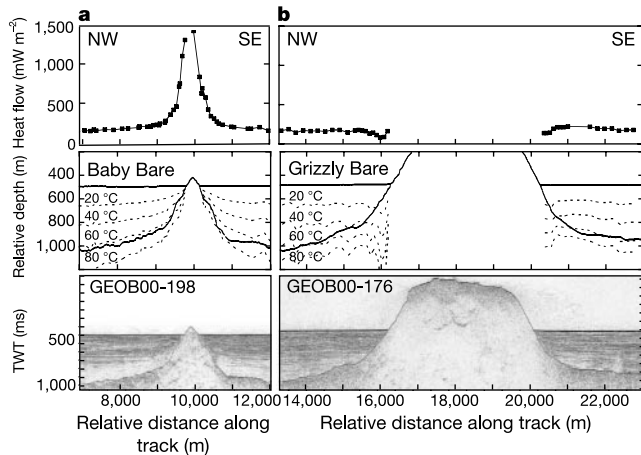 a
b
NW SE
NW SE
Heat flow (mW m⁻²)
1,500
1,000
500
0
Baby Bare
Grizzly Bare
Relative depth (m)
400
600
800
1,000
20 °C
40 °C
60 °C
80 °C
20 °C
40 °C
60 °C
80 °C
GEOB00-198
GEOB00-176
TWT (ms)
500
1,000
8,000 10,000 12,000
14,000 16,000 18,000 20,000 22,000
Relative distance along
track (m)
Relative distance along track (m)